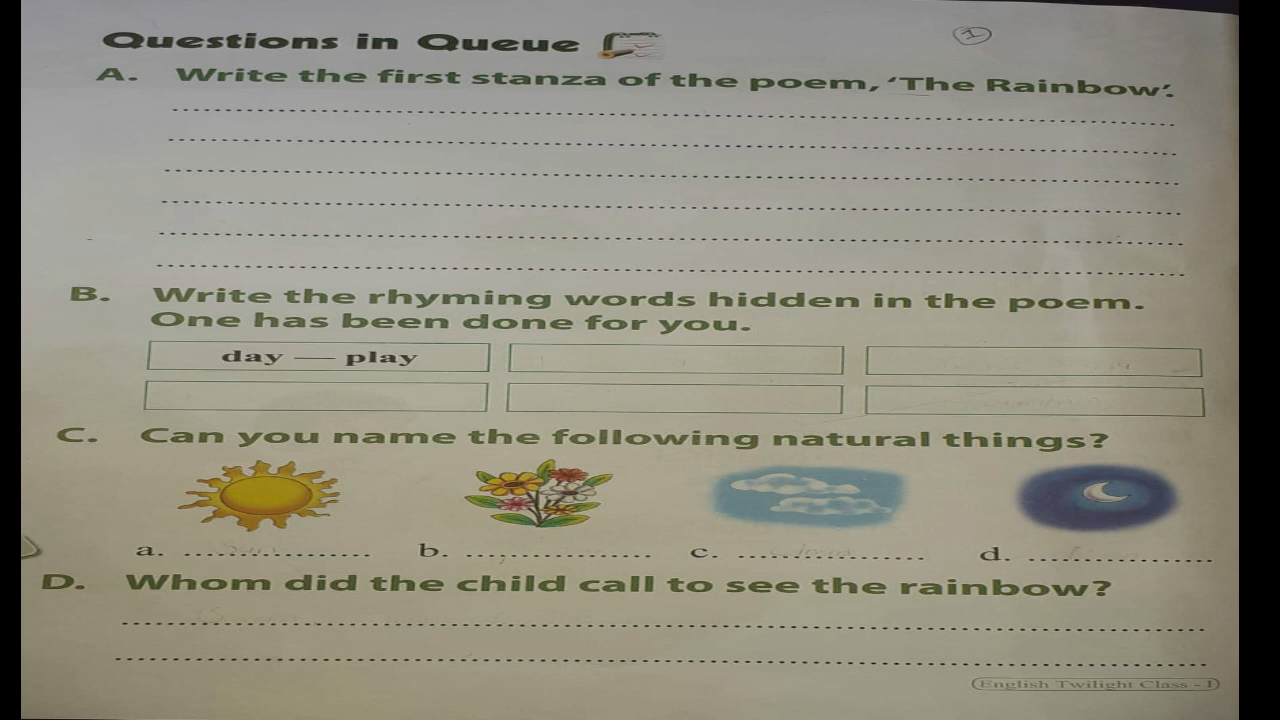 Questions in Queue
1
A. Write the first stanza of the poem, ‘The Rainbow’.
B. Write the rhyming words hidden in the poem.
One has been done for you.
day — play
C. Can you name the following natural things?
a. Sun b. c. d.
D. Whom did the child call to see the rainbow?
English Twilight Class - I